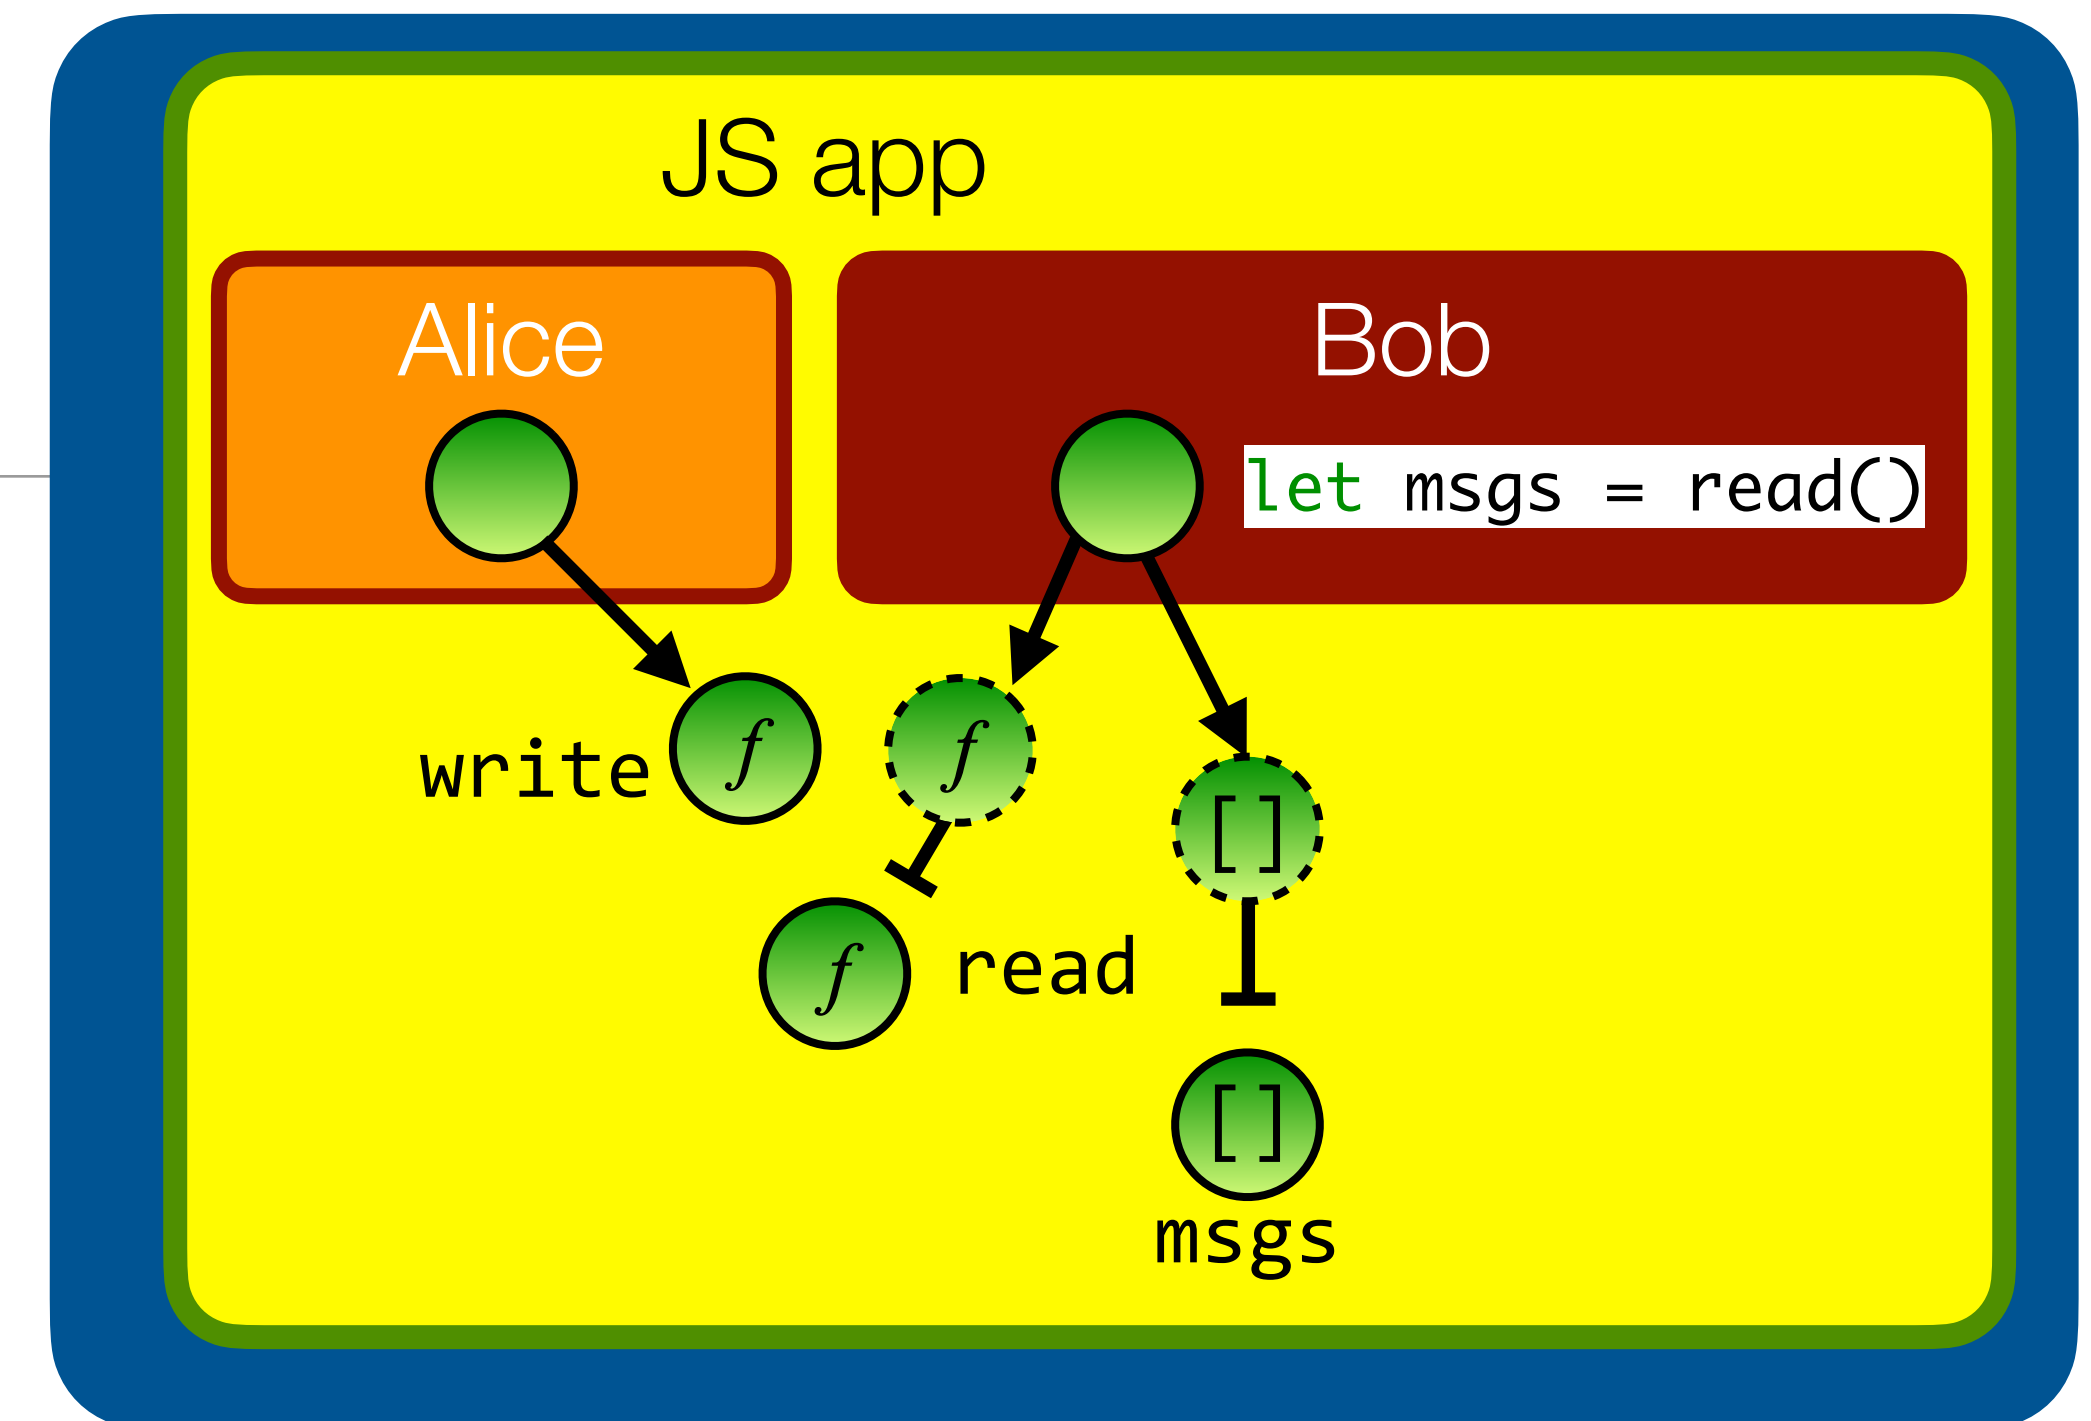 JS app
Alice
Bob
let msgs = read()
write
f
f
[]
f
read
[]
msgs